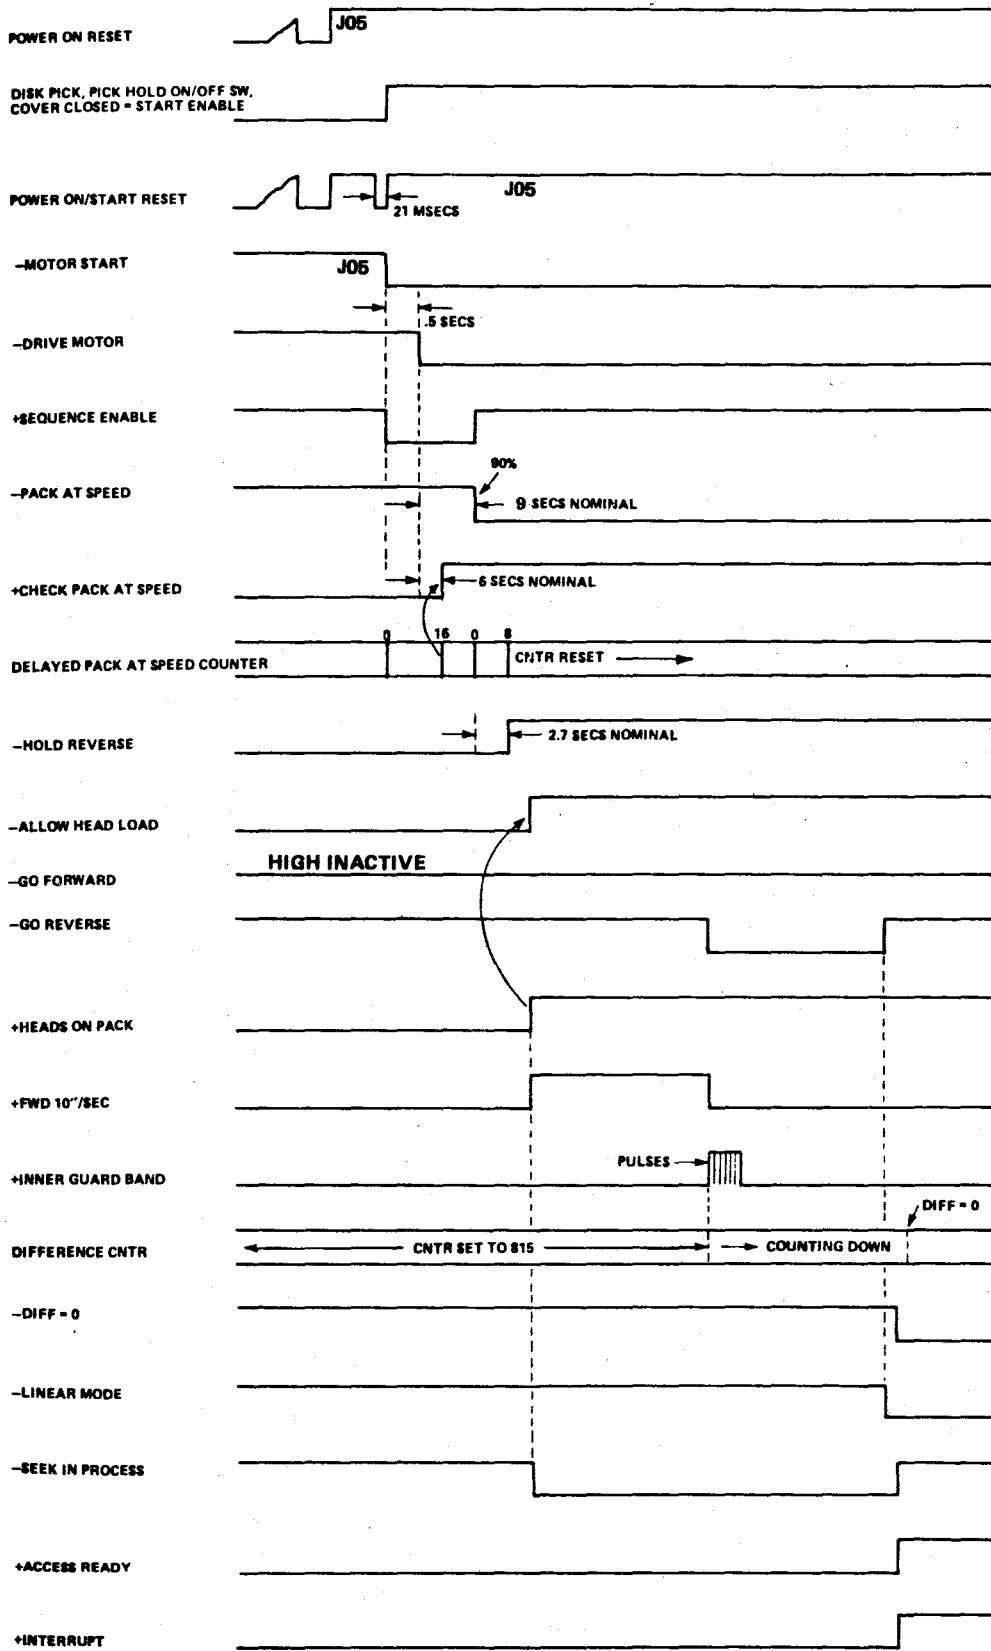 POWER ON RESET
J05
DISK PICK, PICK HOLD ON/OFF SW,
COVER CLOSED = START ENABLE
POWER ON/START RESET
J05
21 MSECS
—MOTOR START
J05
.5 SECS
—DRIVE MOTOR
+SEQUENCE ENABLE
90%
—PACK AT SPEED
9 SECS NOMINAL
+CHECK PACK AT SPEED
6 SECS NOMINAL
0 16 0 8
DELAYED PACK AT SPEED COUNTER
CNTR RESET
—HOLD REVERSE
2.7 SECS NOMINAL
—ALLOW HEAD LOAD
HIGH INACTIVE
—GO FORWARD
—GO REVERSE
+HEADS ON PACK
+FWD 10"/SEC
PULSES
+INNER GUARD BAND
DIFF = 0
DIFFERENCE CNTR
CNTR SET TO 815
COUNTING DOWN
—DIFF = 0
—LINEAR MODE
—SEEK IN PROCESS
+ACCESS READY
+INTERRUPT